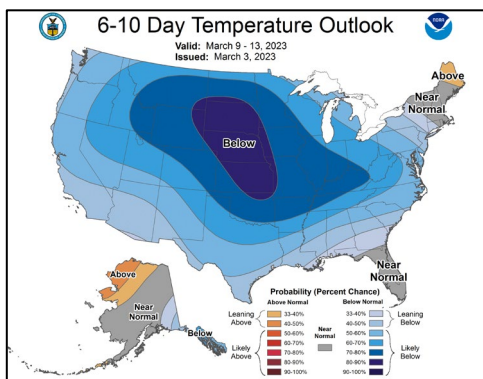 6-10 Day Temperature Outlook
Valid: March 9 - 13, 2023
Issued: March 3, 2023
NOAA
Above
Near
Normal
Below
Near
Normal
Above
Near
Normal
Below
Probability (Percent Chance)
Above Normal
Below Normal
Leaning
Above
33-40%
40-50%
Likely
Above
50-60%
60-70%
70-80%
80-90%
90-100%
Near
Normal
33-40%
40-50%
Leaning
Below
50-60%
60-70%
70-80%
80-90%
90-100%
Likely
Below